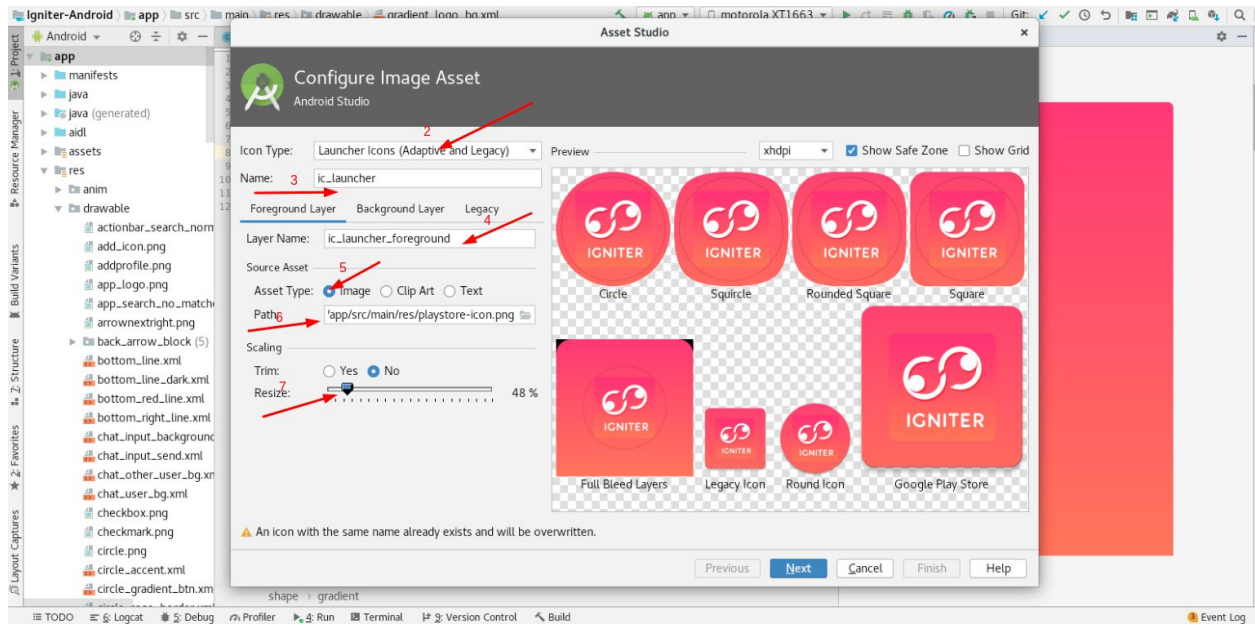 Igniter-Android app src main res drawable gradient_logo_bg.xml app motorola XT1663 Git:
Asset Studio
Android
1: Project
app
manifests
java
java (generated)
aidl
assets
res
anim
drawable
actionbar_search_norm
add_icon.png
addprofile.png
app_logo.png
app_search_no_match
arrownextright.png
back_arrow_block (5)
bottom_line.xml
bottom_line_dark.xml
bottom_red_line.xml
bottom_right_line.xml
chat_input_background
chat_input_send.xml
chat_other_user_bg.xm
chat_user_bg.xml
checkbox.png
checkmark.png
circle.png
circle_accent.xml
circle_gradient_btn.xm
Resource Manager
Build Variants
Z: Structure
2: Favorites
Layout Captures
Configure Image Asset
Android Studio
2
Icon Type: Launcher Icons (Adaptive and Legacy)
Name: 3 ic_launcher
Foreground Layer Background Layer Legacy
4
Layer Name: ic_launcher_foreground
Source Asset 5
Asset Type: Image Clip Art Text
Path: 6 /app/src/main/res/playstore-icon.png
Scaling
Trim: Yes No
7
Resize: 48 %
Preview xhdpi Show Safe Zone Show Grid
IGNITER IGNITER IGNITER IGNITER
Circle Squircle Rounded Square Square
IGNITER IGNITER IGNITER IGNITER
Full Bleed Layers Legacy Icon Round Icon Google Play Store
An icon with the same name already exists and will be overwritten.
Previous Next Cancel Finish Help
shape gradient
TODO 6: Logcat 5: Debug Profiler 4: Run Terminal 9: Version Control Build 3 Event Log